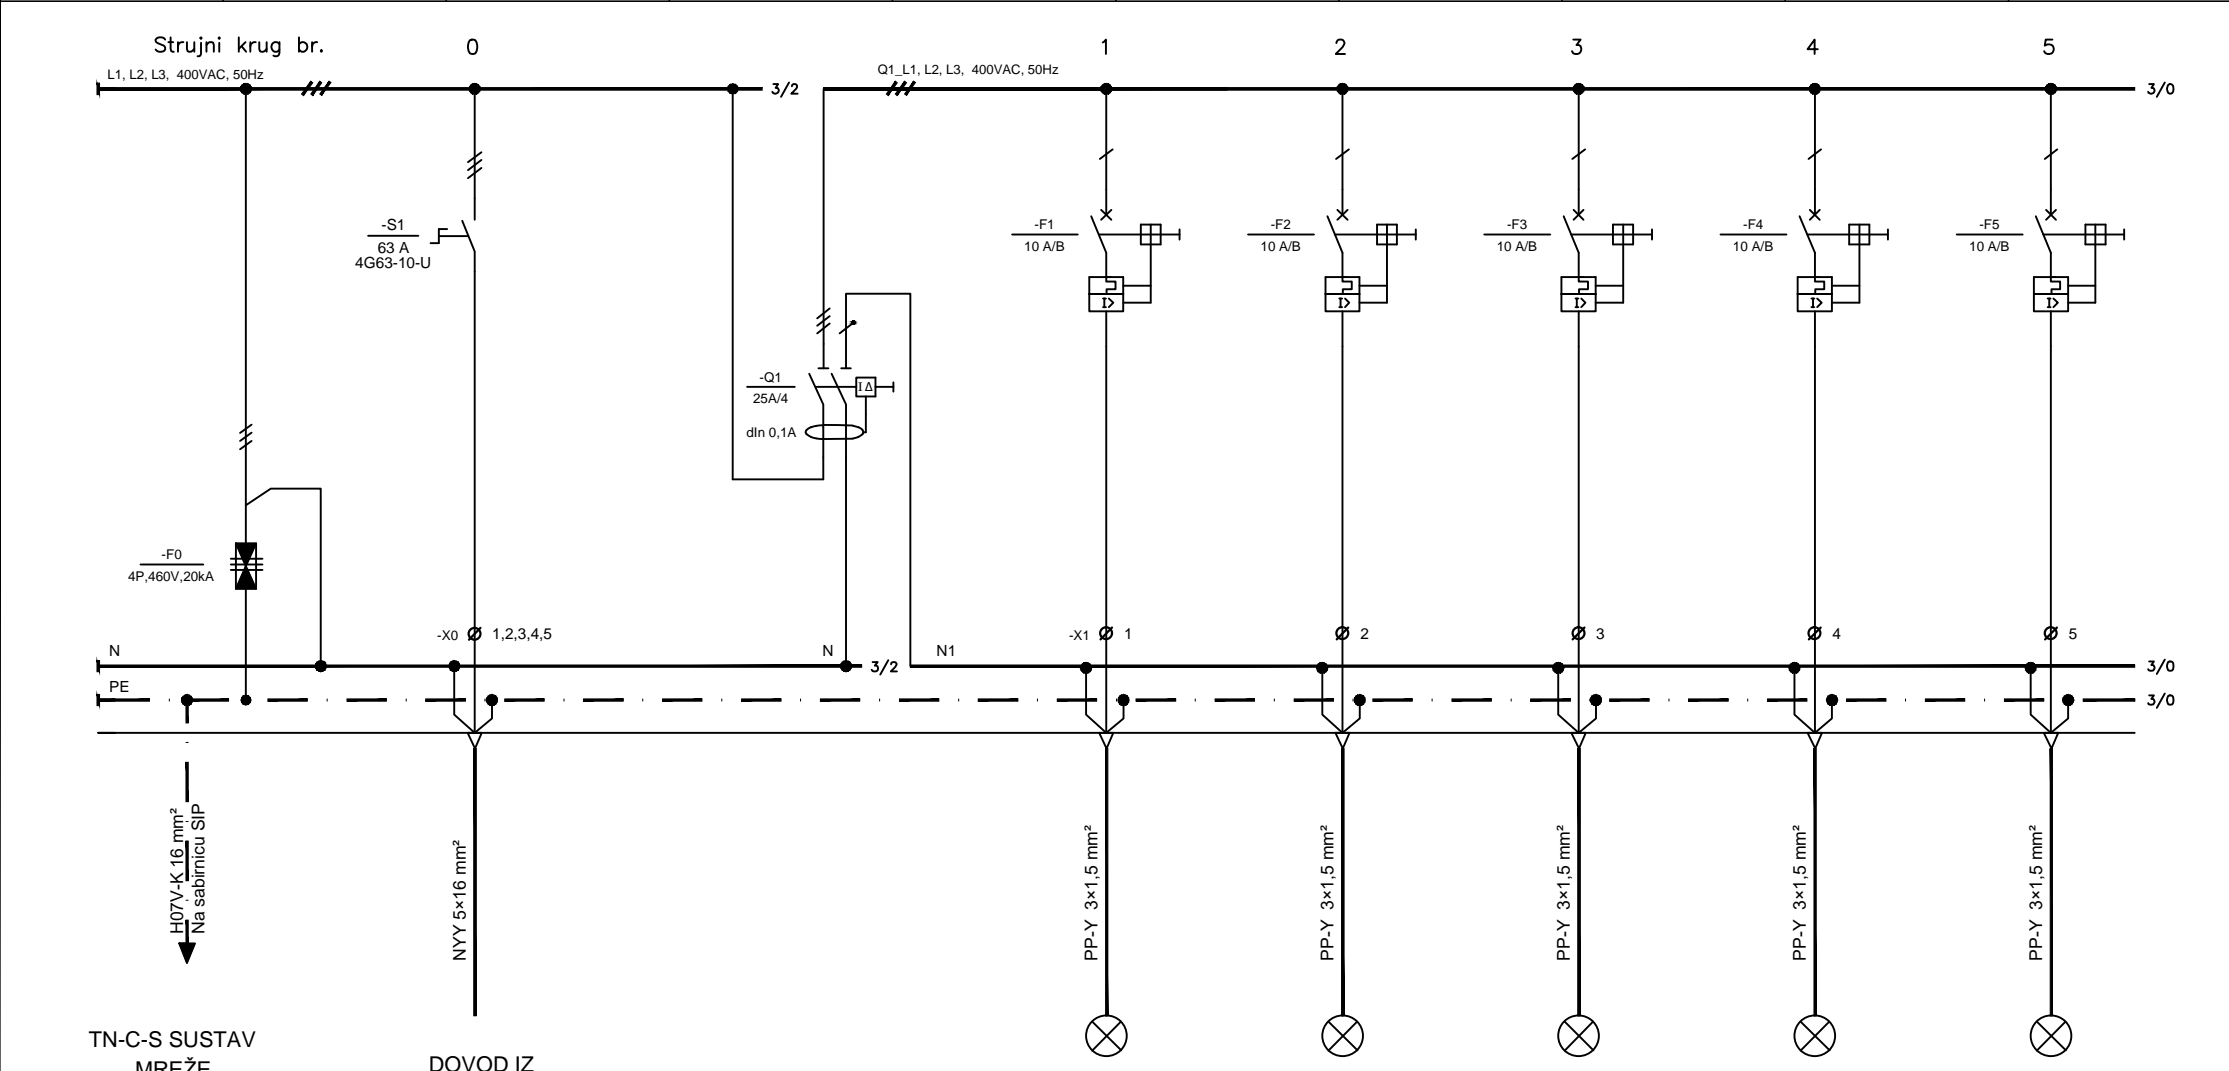 Strujni krug br.
0
1
2
3
4
5
L1, L2, L3, 400VAC, 50Hz
3/2
Q1_L1, L2, L3, 400VAC, 50Hz
3/0
-S1
63 A
4G63-10-U
-F1
10 A/B
I>
-F2
10 A/B
I>
-F3
10 A/B
I>
-F4
10 A/B
I>
-F5
10 A/B
I>
-Q1
25A/4
I Δ
dIn 0,1A
-F0
4P,460V,20kA
-X0
1,2,3,4,5
-X1
1
2
3
4
5
N
N
3/2
N1
3/0
PE
3/0
H07V-K 16 mm²
Na sabirnicu SIP
NYY 5×16 mm²
PP-Y 3×1,5 mm²
PP-Y 3×1,5 mm²
PP-Y 3×1,5 mm²
PP-Y 3×1,5 mm²
PP-Y 3×1,5 mm²
TN-C-S SUSTAV
MREŽE
DOVOD IZ